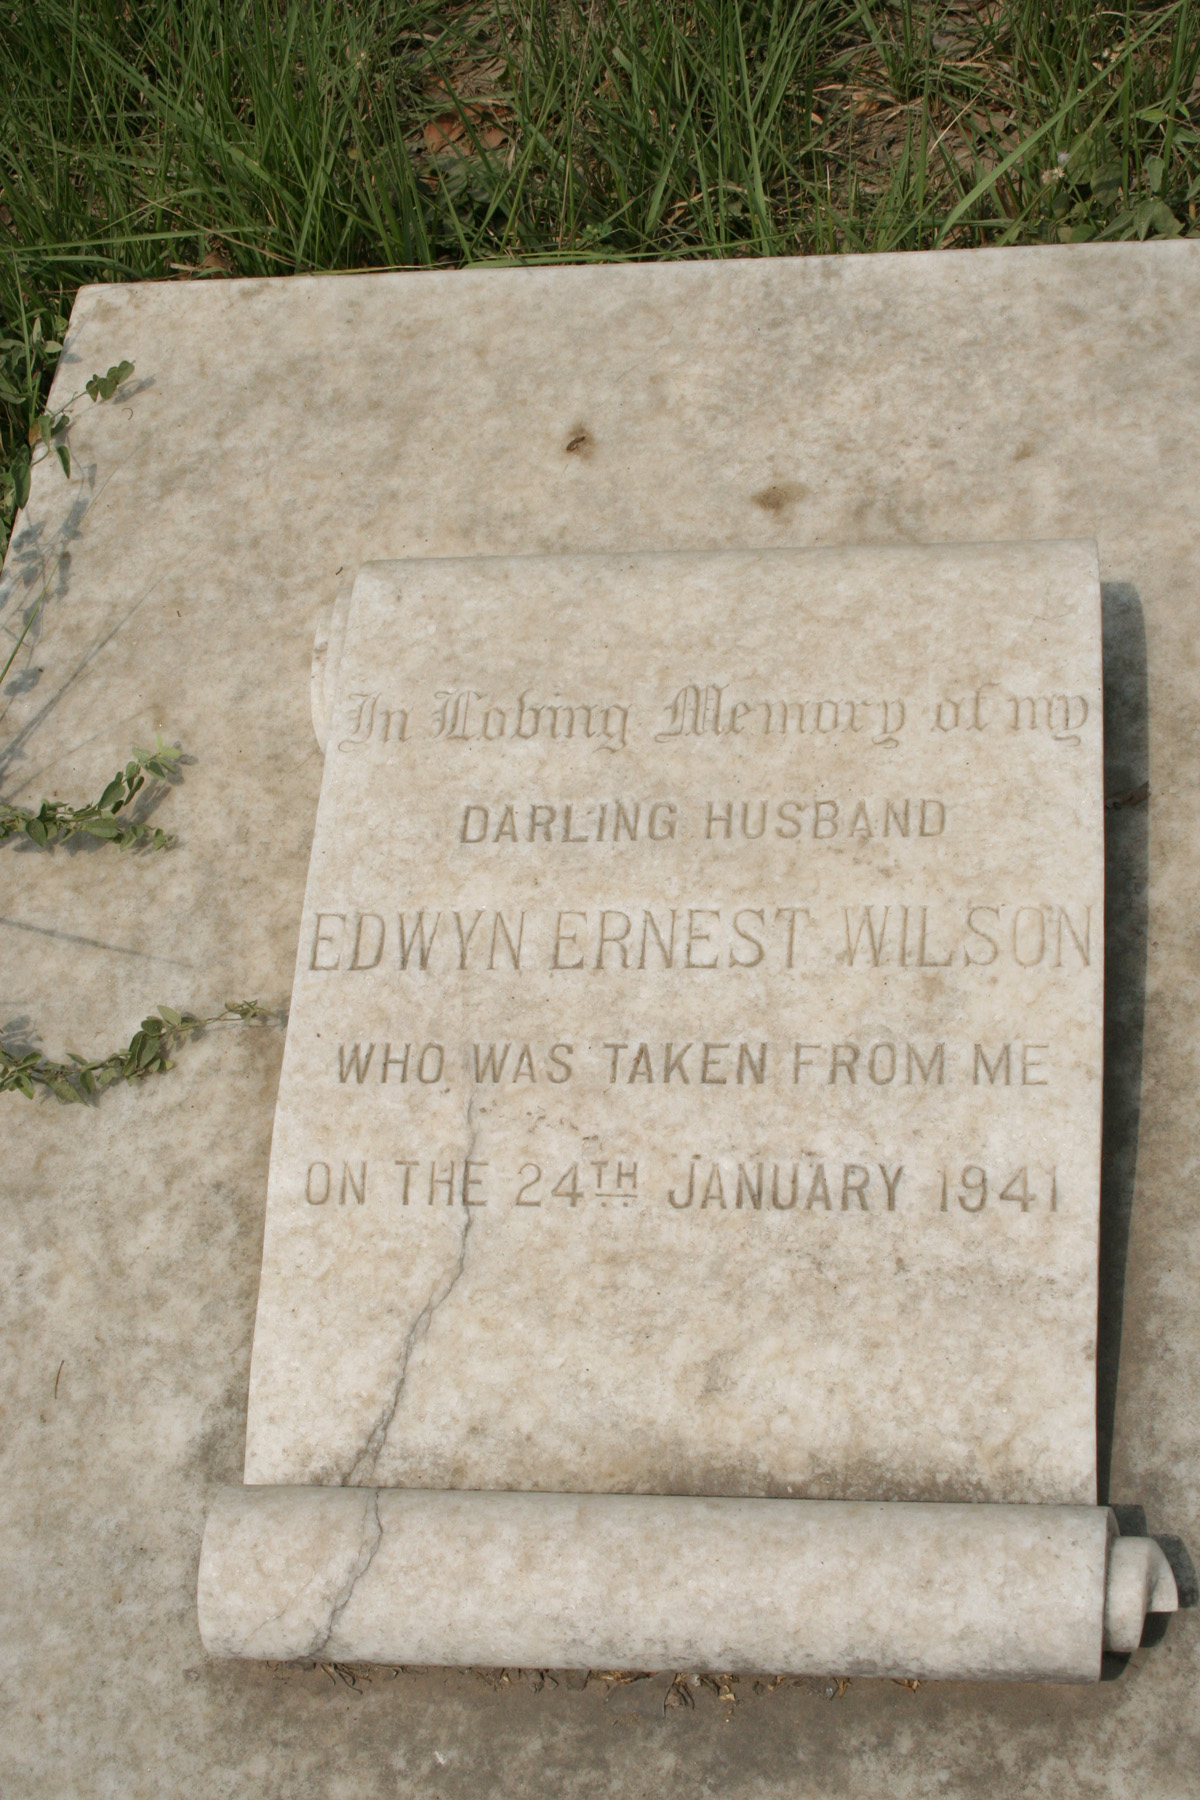 In Loving Memory of my
DARLING HUSBAND
EDWYN ERNEST WILSON
WHO WAS TAKEN FROM ME
ON THE 24TH JANUARY 1941